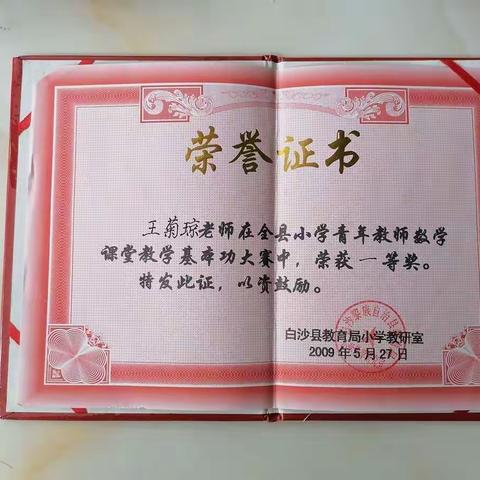 荣誉证书
王菊琼老师在全县小学青年教师数学
课堂教学基本功大赛中，荣获一等奖。
特发此证，以资鼓励。
白沙县教育局小学教研室
2009年5月27日